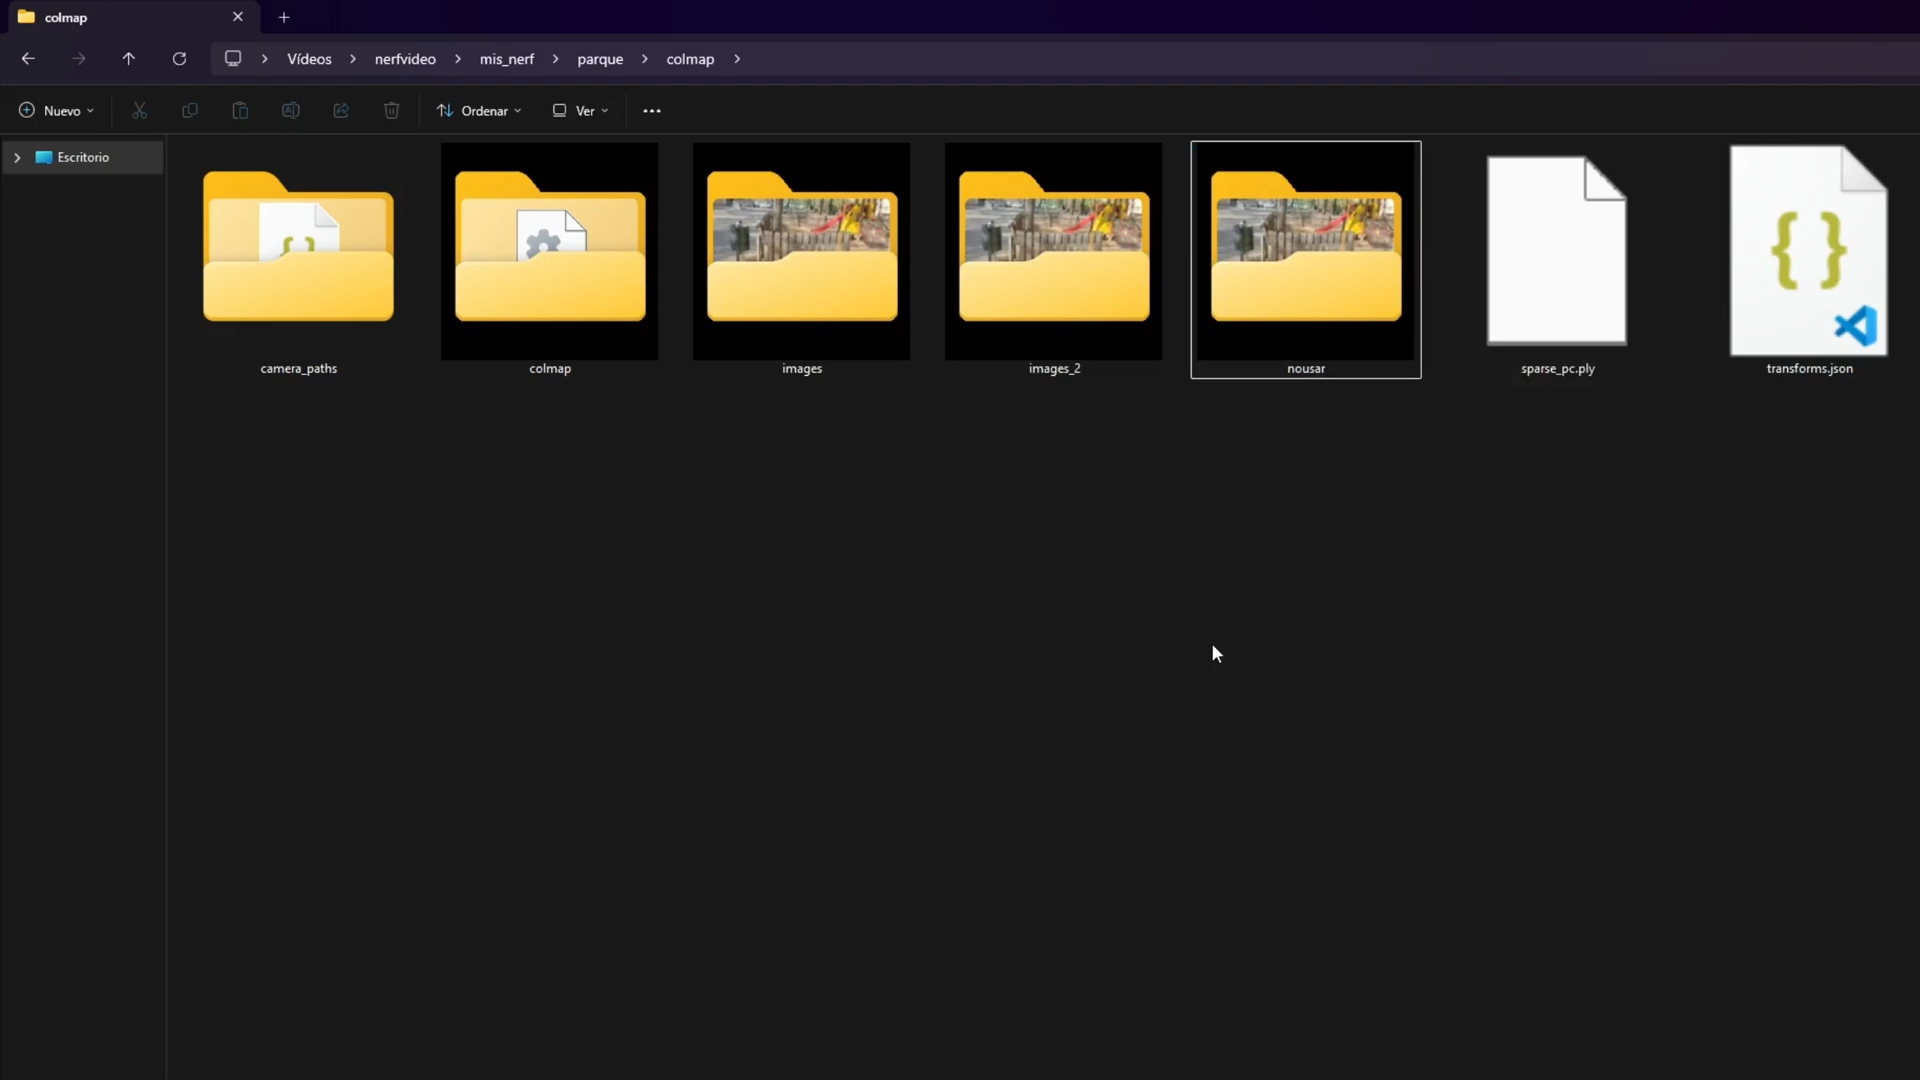 colmap
Vídeos > nerfvideo > mis_nerf > parque > colmap >
Nuevo
Ordenar
Ver
Escritorio
camera_paths
colmap
images
images_2
nousar
sparse_pc.ply
transforms.json